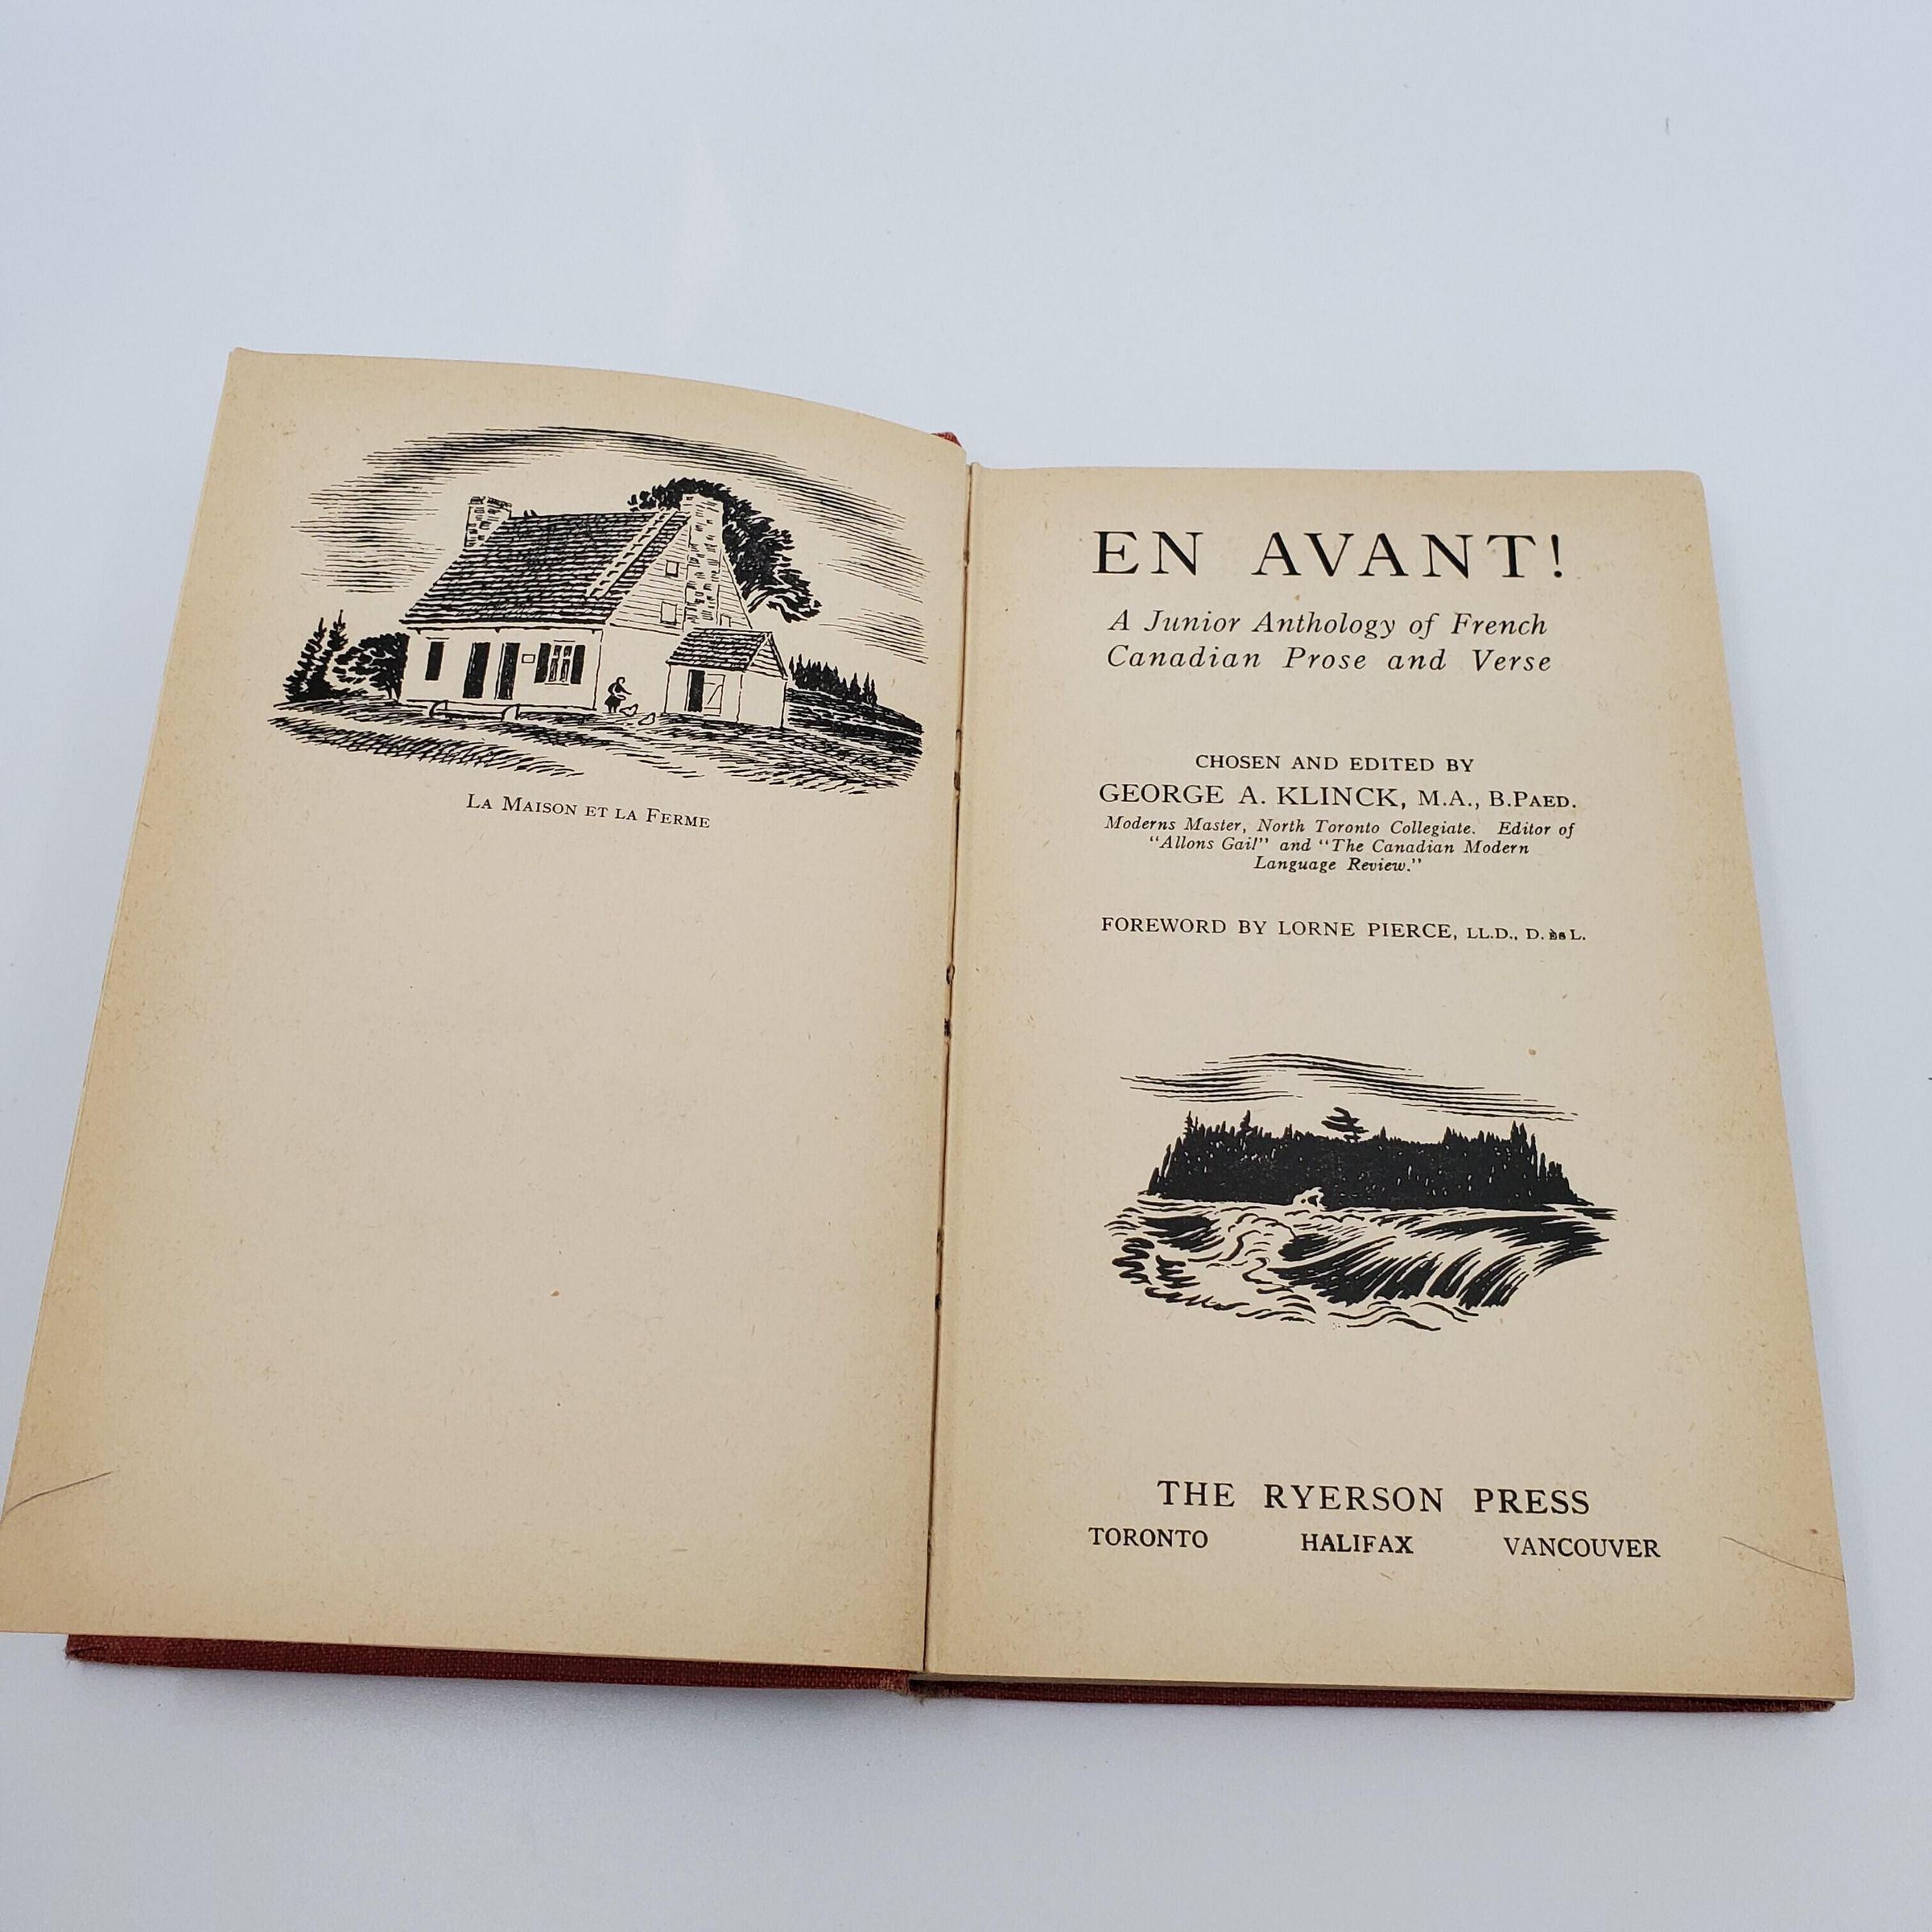 La Maison et la Ferme
EN AVANT!
A Junior Anthology of French
Canadian Prose and Verse
CHOSEN AND EDITED BY
GEORGE A. KLINCK, M.A., B.Paed.
Moderns Master, North Toronto Collegiate. Editor of
"Allons Gai!" and "The Canadian Modern
Language Review."
FOREWORD BY LORNE PIERCE, LL.D., D. ès L.
THE RYERSON PRESS
TORONTO HALIFAX VANCOUVER